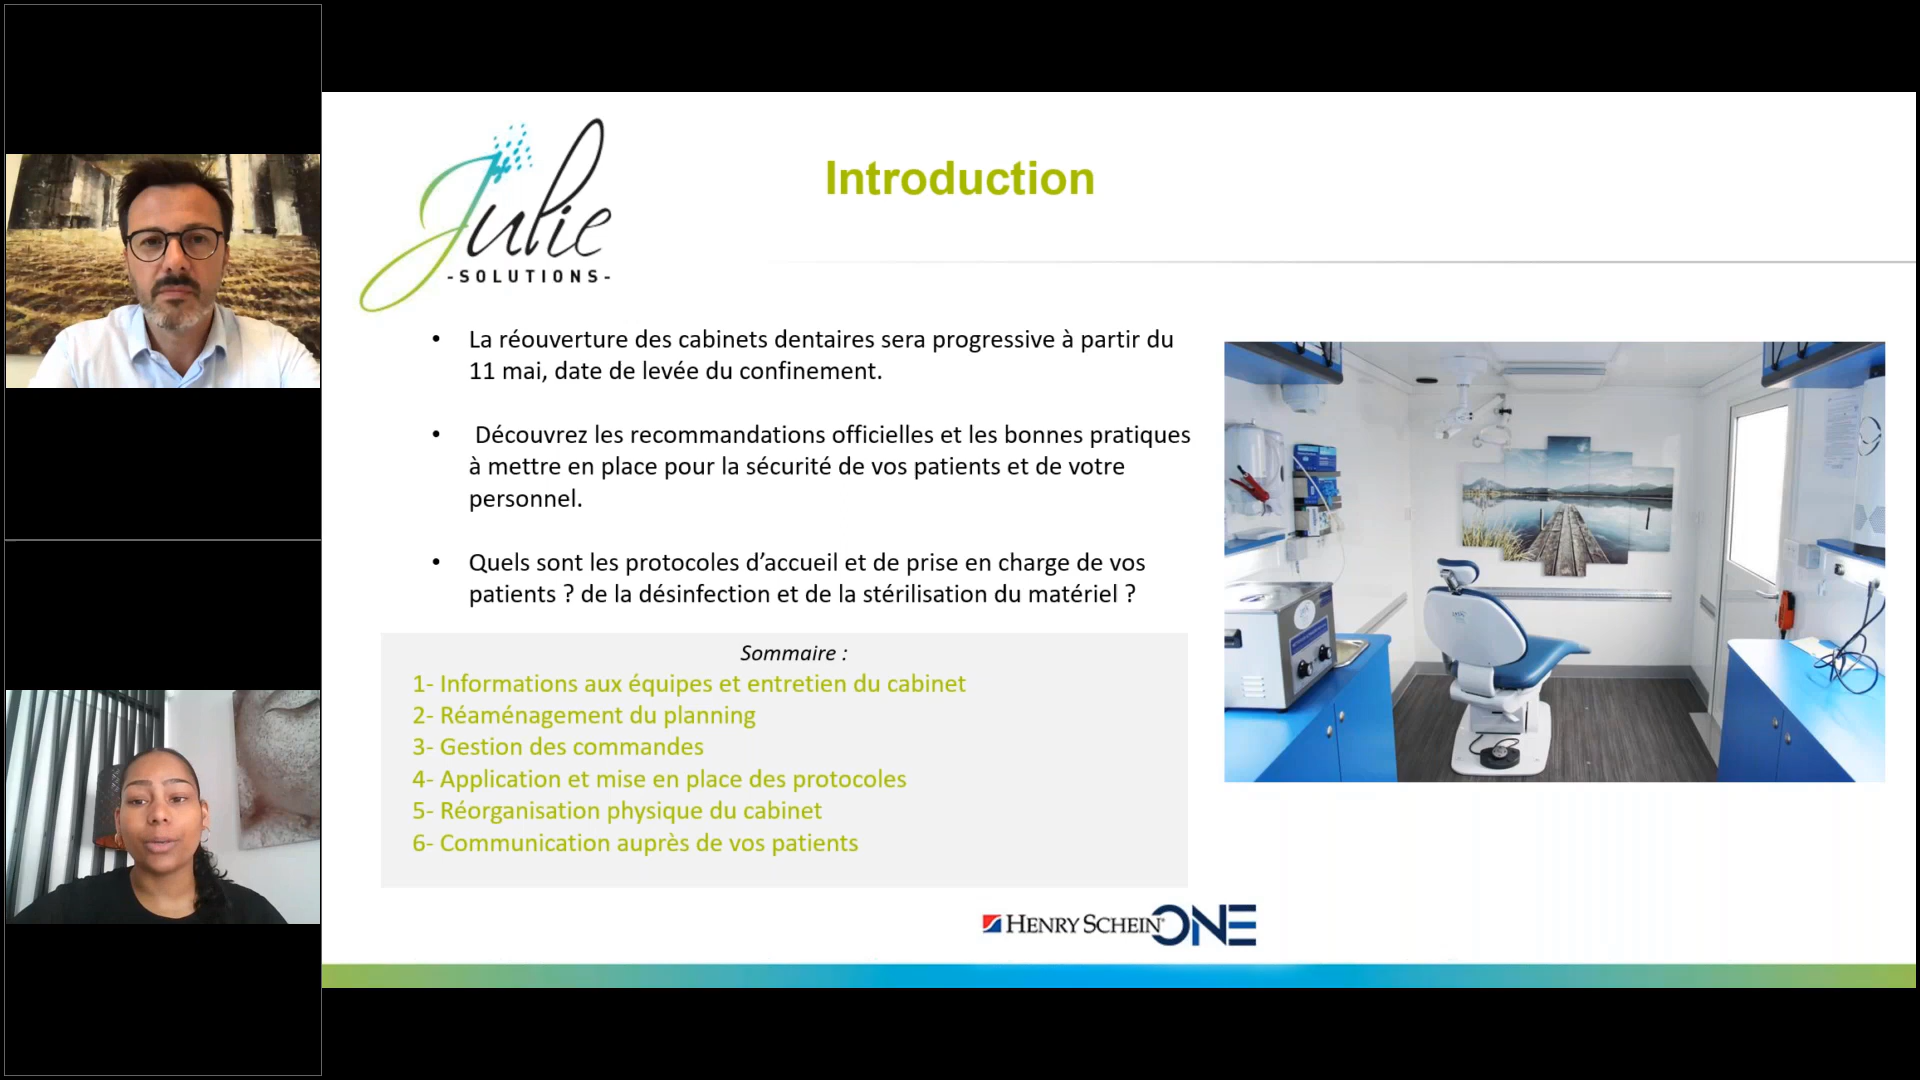 Julie
-SOLUTIONS-
Introduction
• La réouverture des cabinets dentaires sera progressive à partir du
11 mai, date de levée du confinement.
• Découvrez les recommandations officielles et les bonnes pratiques
à mettre en place pour la sécurité de vos patients et de votre
personnel.
• Quels sont les protocoles d’accueil et de prise en charge de vos
patients ? de la désinfection et de la stérilisation du matériel ?
Sommaire :
1- Informations aux équipes et entretien du cabinet
2- Réaménagement du planning
3- Gestion des commandes
4- Application et mise en place des protocoles
5- Réorganisation physique du cabinet
6- Communication auprès de vos patients
HENRY SCHEIN® ONE